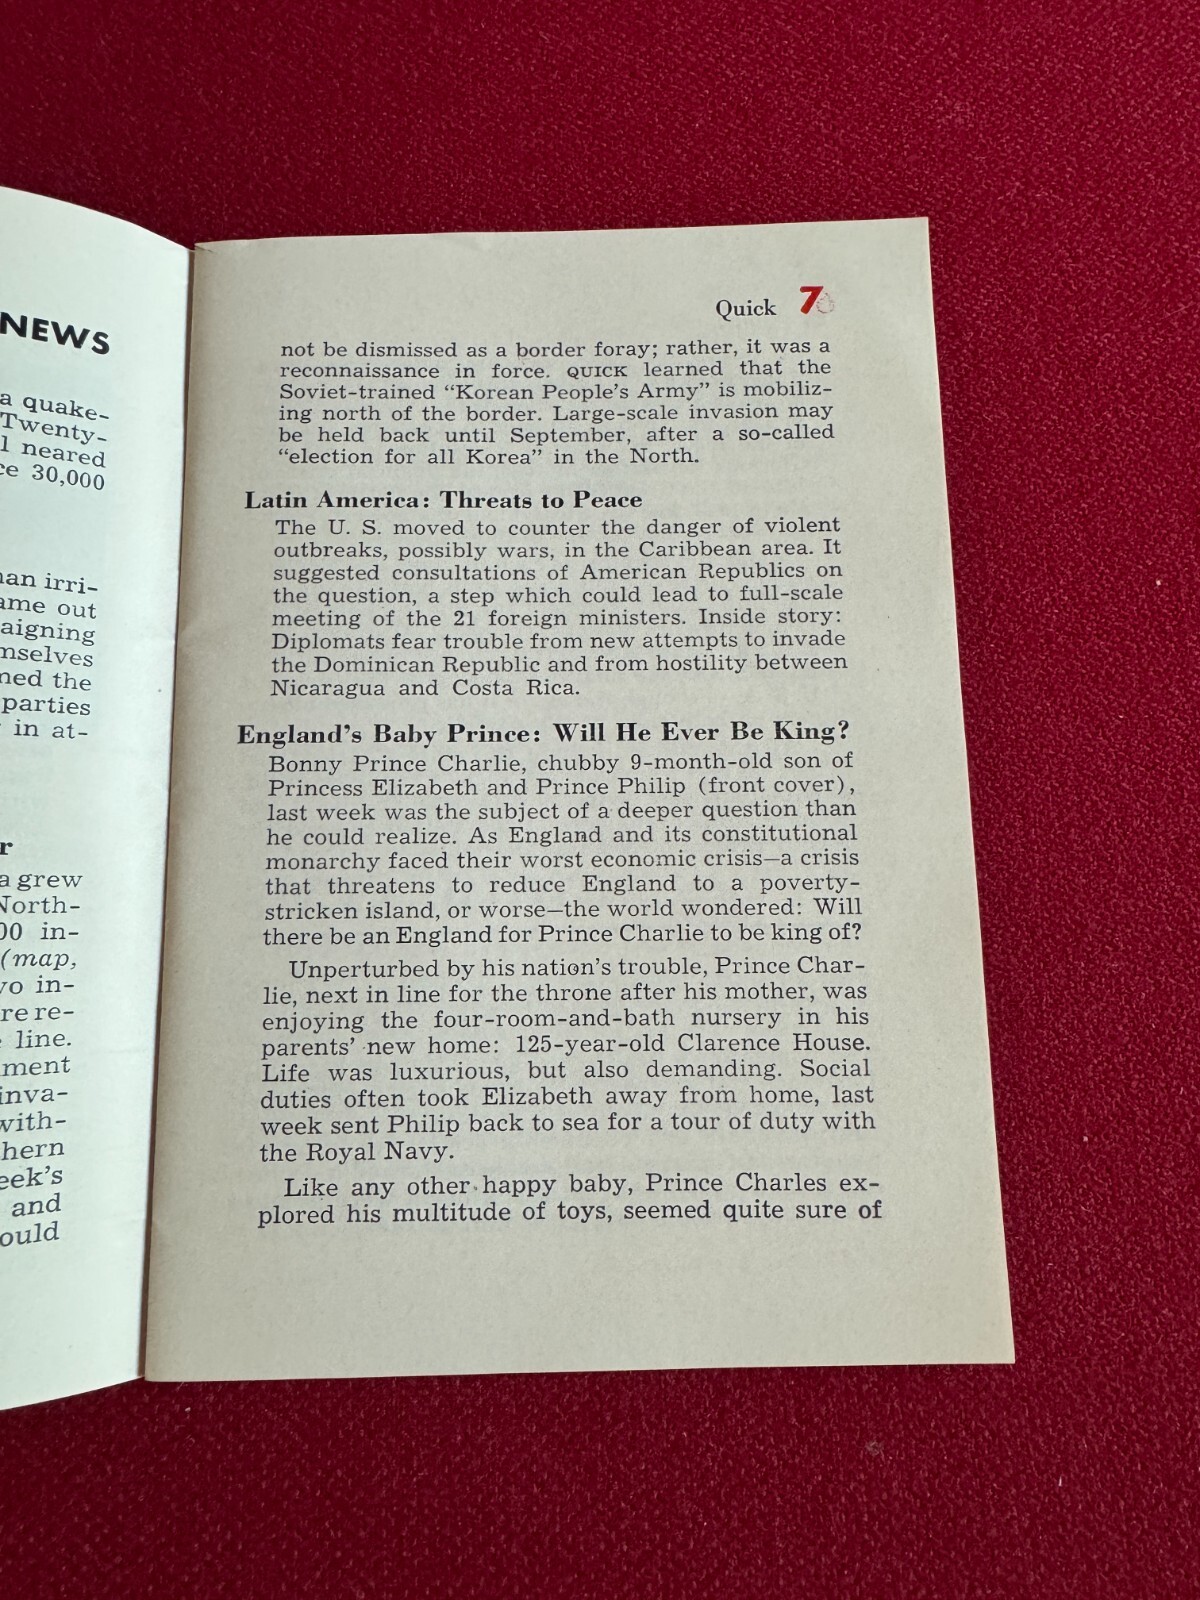 NEWS
a quake-
Twenty-
l neared
ce 30,000
an irri-
ame out
aigning
mselves
ned the
parties
in at-
r
a grew
North-
00 in-
(map,
o in-
re re-
line.
ment
inva-
with-
hern
eek's
and
ould
Quick 7
not be dismissed as a border foray; rather, it was a
reconnaissance in force. QUICK learned that the
Soviet-trained “Korean People's Army” is mobiliz-
ing north of the border. Large-scale invasion may
be held back until September, after a so-called
“election for all Korea” in the North.
Latin America: Threats to Peace
The U. S. moved to counter the danger of violent
outbreaks, possibly wars, in the Caribbean area. It
suggested consultations of American Republics on
the question, a step which could lead to full-scale
meeting of the 21 foreign ministers. Inside story:
Diplomats fear trouble from new attempts to invade
the Dominican Republic and from hostility between
Nicaragua and Costa Rica.
England's Baby Prince: Will He Ever Be King?
Bonny Prince Charlie, chubby 9-month-old son of
Princess Elizabeth and Prince Philip (front cover),
last week was the subject of a deeper question than
he could realize. As England and its constitutional
monarchy faced their worst economic crisis—a crisis
that threatens to reduce England to a poverty-
stricken island, or worse—the world wondered: Will
there be an England for Prince Charlie to be king of?
Unperturbed by his nation's trouble, Prince Char-
lie, next in line for the throne after his mother, was
enjoying the four-room-and-bath nursery in his
parents' new home: 125-year-old Clarence House.
Life was luxurious, but also demanding. Social
duties often took Elizabeth away from home, last
week sent Philip back to sea for a tour of duty with
the Royal Navy.
Like any other happy baby, Prince Charles ex-
plored his multitude of toys, seemed quite sure of